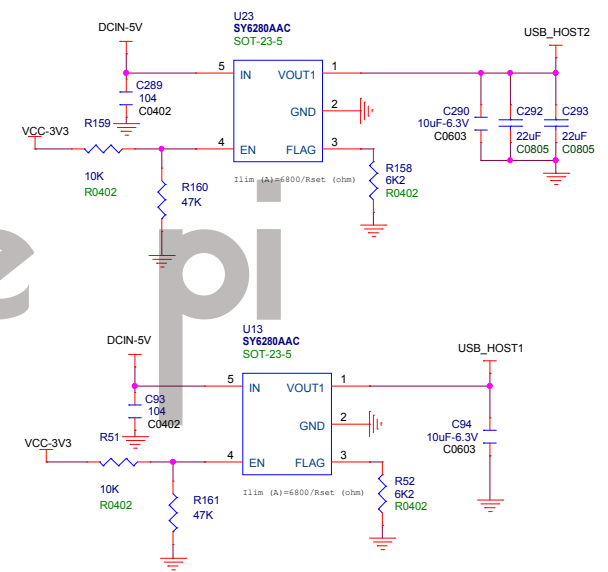 U23
SY6280AAC
SOT-23-5
DCIN-5V
USB_HOST2
5 IN VOUT1 1
C289
104
C0402
GND 2
C290
10uF-6.3V
C0603
C292
22uF
C0805
C293
22uF
C0805
VCC-3V3
R159
10K
R0402
4 EN FLAG 3
Ilim (A)=6800/Rset (ohm)
R160
47K
R158
6K2
R0402
e pi
U13
SY6280AAC
SOT-23-5
DCIN-5V
USB_HOST1
5 IN VOUT1 1
C93
104
C0402
GND 2
C94
10uF-6.3V
C0603
VCC-3V3
R51
10K
R0402
4 EN FLAG 3
Ilim (A)=6800/Rset (ohm)
R161
47K
R52
6K2
R0402